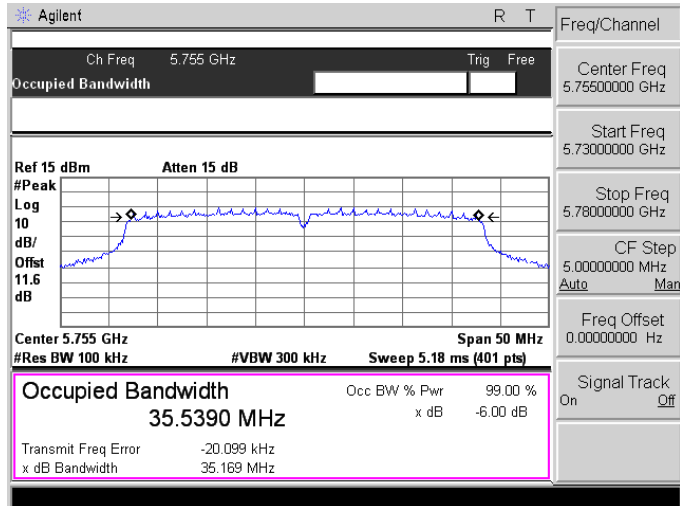 Agilent R T
Ch Freq 5.755 GHz Trig Free
Occupied Bandwidth
Ref 15 dBm Atten 15 dB
#Peak
Log
10
dB/
Offst
11.6
dB
Center 5.755 GHz Span 50 MHz
#Res BW 100 kHz #VBW 300 kHz Sweep 5.18 ms (401 pts)
Occupied Bandwidth Occ BW % Pwr 99.00 %
35.5390 MHz x dB -6.00 dB
Transmit Freq Error -20.099 kHz
x dB Bandwidth 35.169 MHz
Freq/Channel
Center Freq
5.75500000 GHz
Start Freq
5.73000000 GHz
Stop Freq
5.78000000 GHz
CF Step
5.00000000 MHz
Auto Man
Freq Offset
0.00000000 Hz
Signal Track
On Off